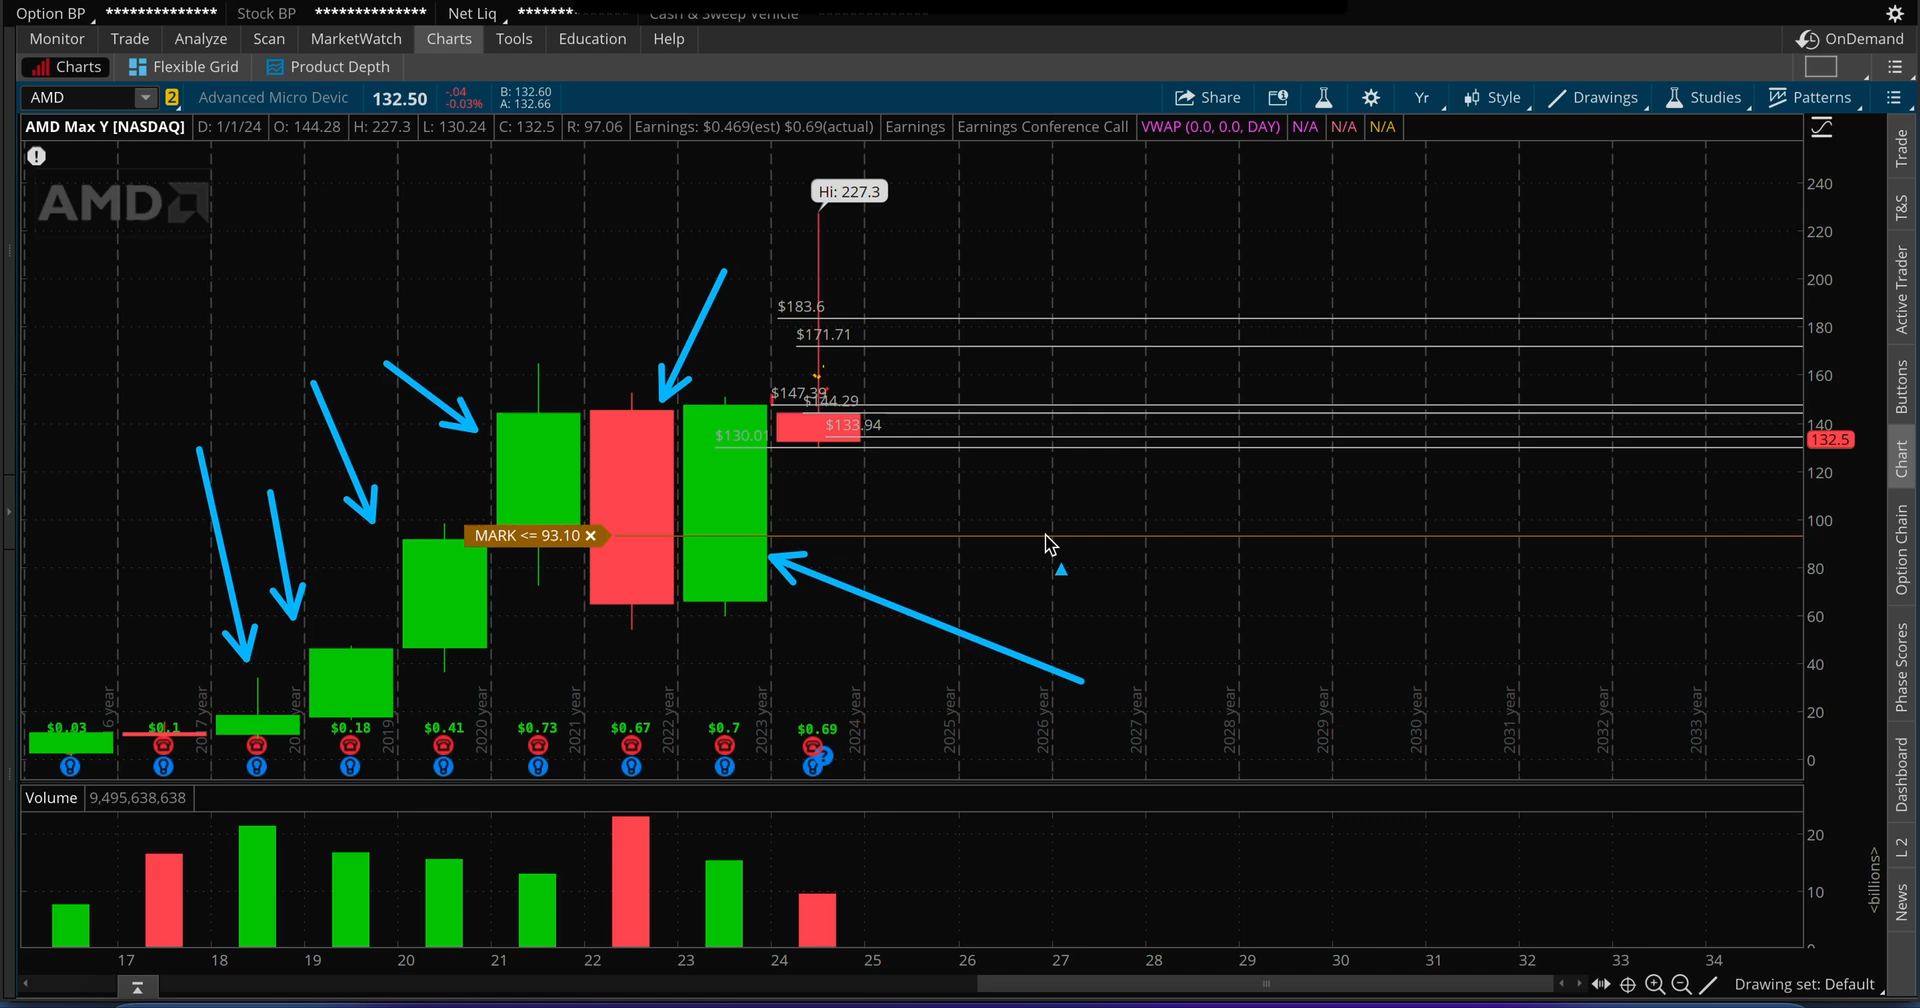 Option BP ************** Stock BP ************** Net Liq ******* Cash & Sweep Vehicle
Monitor Trade Analyze Scan MarketWatch Charts Tools Education Help OnDemand
Charts Flexible Grid Product Depth
AMD 2 Advanced Micro Devic 132.50 -.04 -0.03% B: 132.60 A: 132.66 Share Yr Style Drawings Studies Patterns
AMD Max Y [NASDAQ] D: 1/1/24 O: 144.28 H: 227.3 L: 130.24 C: 132.5 R: 97.06 Earnings: $0.469(est) $0.69(actual) Earnings Earnings Conference Call VWAP (0.0, 0.0, DAY) N/A N/A N/A
AMD
Hi: 227.3
240
220
200
$183.6
180
$171.71
160
$147.39
$144.29
140
$133.94
$130.01
132.5
120
100
MARK <= 93.10
80
60
40
20
0
$0.03 $0.1 $0.18 $0.41 $0.73 $0.67 $0.7 $0.69
2017 year 2019 2020 year 2021 year 2022 year 2023 year 2024 year 2025 year 2026 year 2027 year 2028 year 2029 year 2030 year 2031 year 2032 year 2033 year
Volume 9,495,638,638
20
10
<billions>
17 18 19 20 21 22 23 24 25 26 27 28 29 30 31 32 33 34
Drawing set: Default
Trade
T&S
Active Trader
Buttons
Chart
Option Chain
Phase Scores
Dashboard
L 2
News